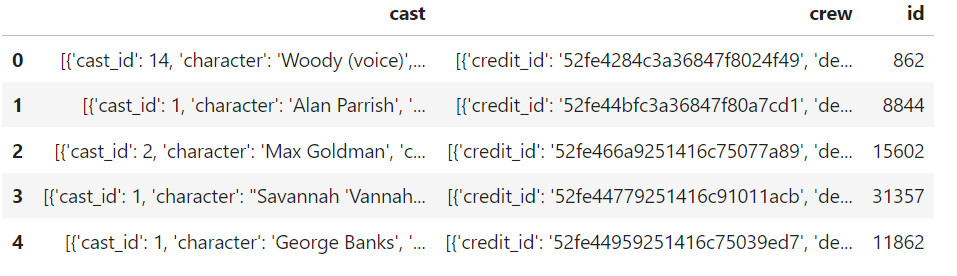 cast crew id
0 [{'cast_id': 14, 'character': 'Woody (voice)',... [{'credit_id': '52fe4284c3a36847f8024f49', 'de... 862
1 [{'cast_id': 1, 'character': 'Alan Parrish', '... [{'credit_id': '52fe44bfc3a36847f80a7cd1', 'de... 8844
2 [{'cast_id': 2, 'character': 'Max Goldman', 'c... [{'credit_id': '52fe466a9251416c75077a89', 'de... 15602
3 [{'cast_id': 1, 'character': "Savannah 'Vannah... [{'credit_id': '52fe44779251416c91011acb', 'de... 31357
4 [{'cast_id': 1, 'character': 'George Banks', '... [{'credit_id': '52fe44959251416c75039ed7', 'de... 11862